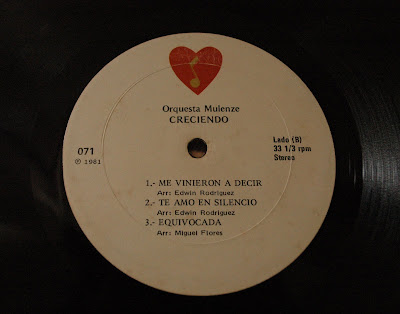 Orquesta Muienze
CRECIENDO
071
℗ 1981
Lado (B)
33 1/3 rpm
Stereo
1.- ME VINIERON A DECIR
Arr: Edwin Rodriguez
2.- TE AMO EN SILENCIO
Arr: Edwin Rodriguez
3.- EQUIVOCADA
Arr: Miguel Flores